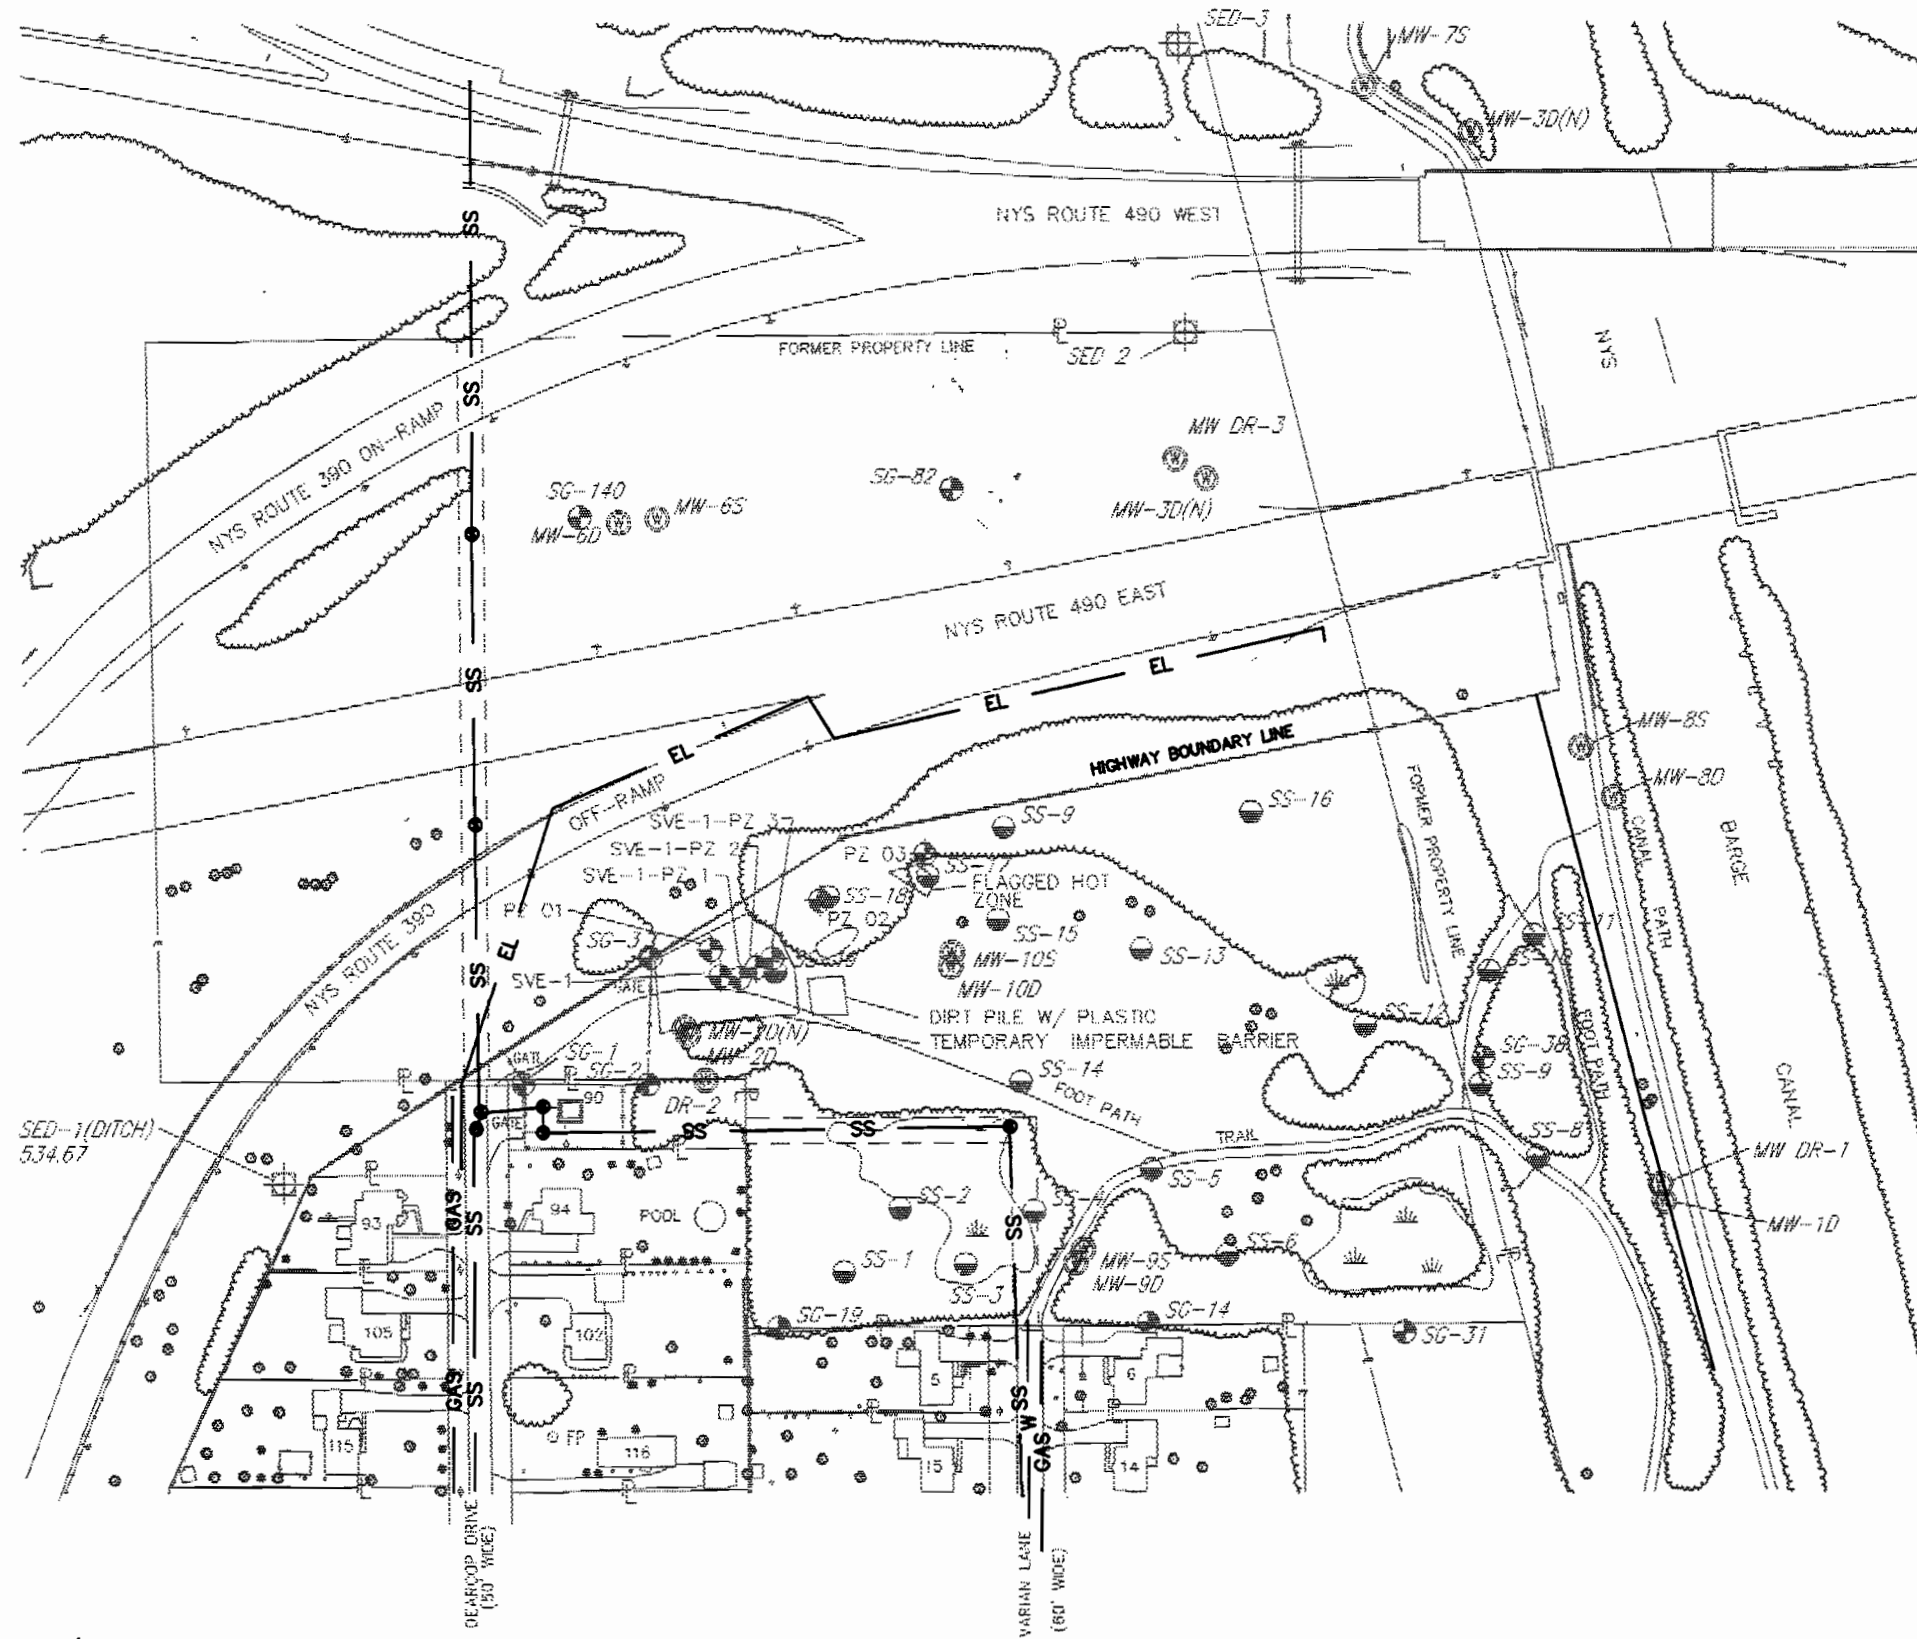 SED-3
MW-7S
MW-3D(N)
NYS ROUTE 490 WEST
SS
FORMER PROPERTY LINE
SED 2
NYS
SS
NYS ROUTE 390 ON-RAMP
MW DR-3
SG-82
SG-140
MW-6S
MW-6D
MW-3D(N)
NYS ROUTE 490 EAST
SS
EL
EL
EL
HIGHWAY BOUNDARY LINE
MW-8S
MW-8D
OFF-RAMP
SVE-1-PZ 3
SVE-1-PZ 2
SVE-1-PZ 1
PZ 03
SS-9
SS-16
SS-17
FLAGGED HOT
ZONE
SS-18
PZ 02
PZ 01
SG-3
SVE-1
GATE
NYS ROUTE 390
EL
SS
SS-15
MW-10S
MW-10D
SS-13
FORMER PROPERTY LINE
SS-11
SS-12
CANAL
PATH
BARGE
CANAL
DIRT PILE W/ PLASTIC
TEMPORARY IMPERMABLE BARRIER
MW-2D(N)
MW-2D
SG-1
SG-2
GATE
GATE
90
DR-2
SS-14
FOOT PATH
FOOT PATH
TRAIL
SG-38
SS-9
SS-8
SED-1(DITCH)
534.67
SS
SS
MW DR-1
MW-1D
SS-5
SS-2
SS-4
SS-6
SS-1
SS-3
MW-9S
MW-9D
SS
93
94
POOL
GAS
SS
105
102
SG-19
SG-14
SG-31
5
6
GAS
SS
115
FP
116
15
14
SS
W
GAS
DEARCOP DRIVE
(50' WIDE)
VARIAN LANE
(60' WIDE)